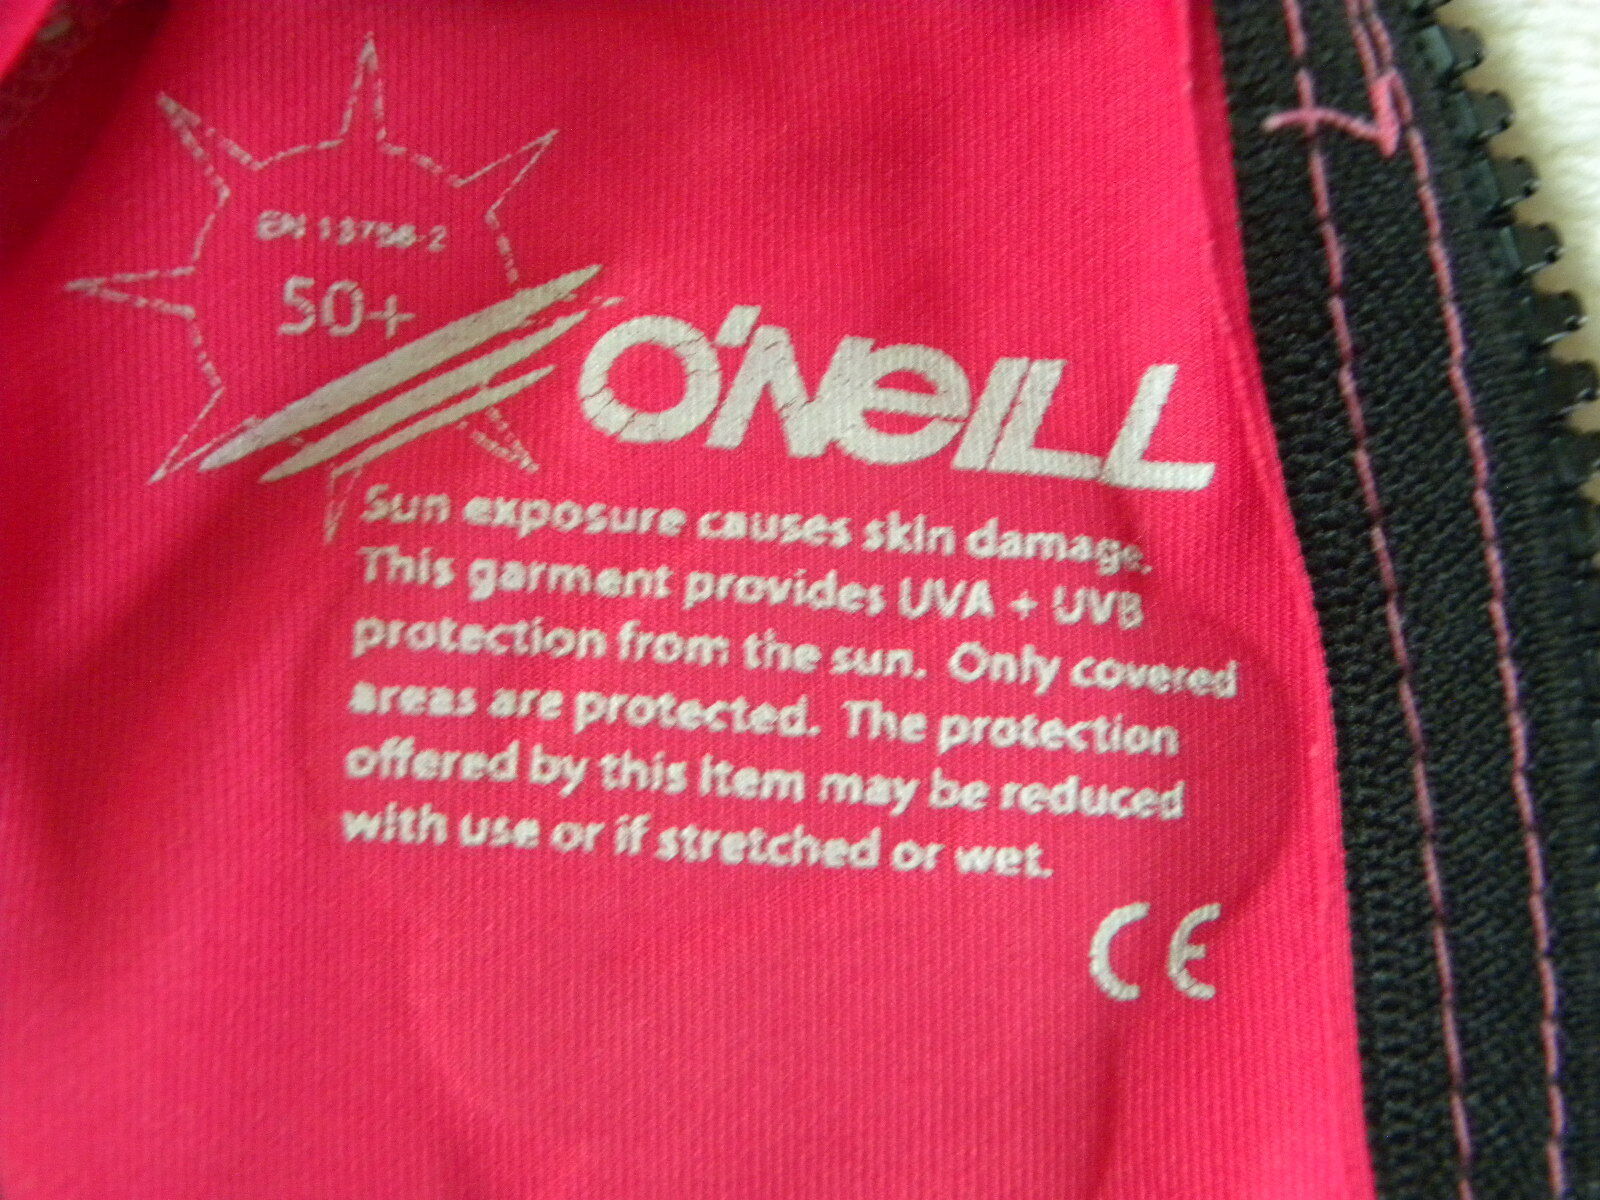 EN 13758-2
50+
O'NEILL
Sun exposure causes skin damage.
This garment provides UVA + UVB
protection from the sun. Only covered
areas are protected. The protection
offered by this item may be reduced
with use or if stretched or wet.
CE